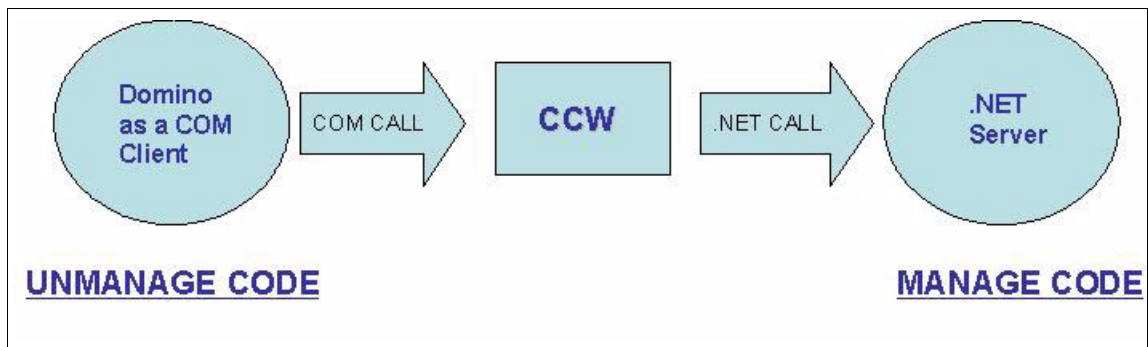 Domino
as a COM
Client
COM CALL
CCW
.NET CALL
.NET
Server
UNMANAGE CODE
MANAGE CODE